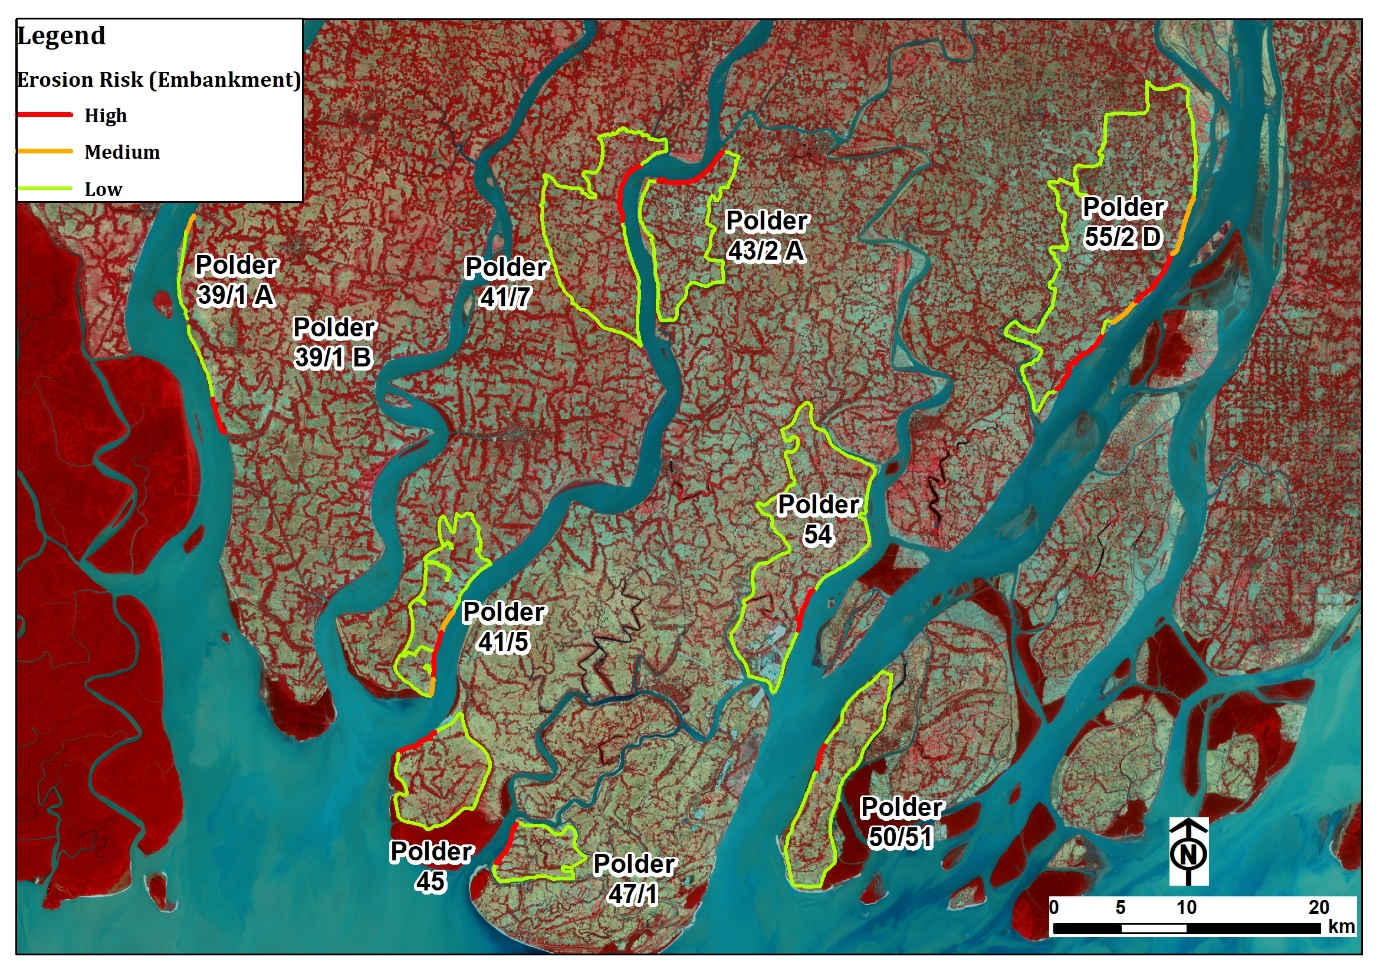 Legend
Erosion Risk (Embankment)
High
Medium
Low
Polder
39/1 A
Polder
39/1 B
Polder
41/7
Polder
43/2 A
Polder
55/2 D
Polder
54
Polder
41/5
Polder
45
Polder
47/1
Polder
50/51
N
0 5 10 20
km